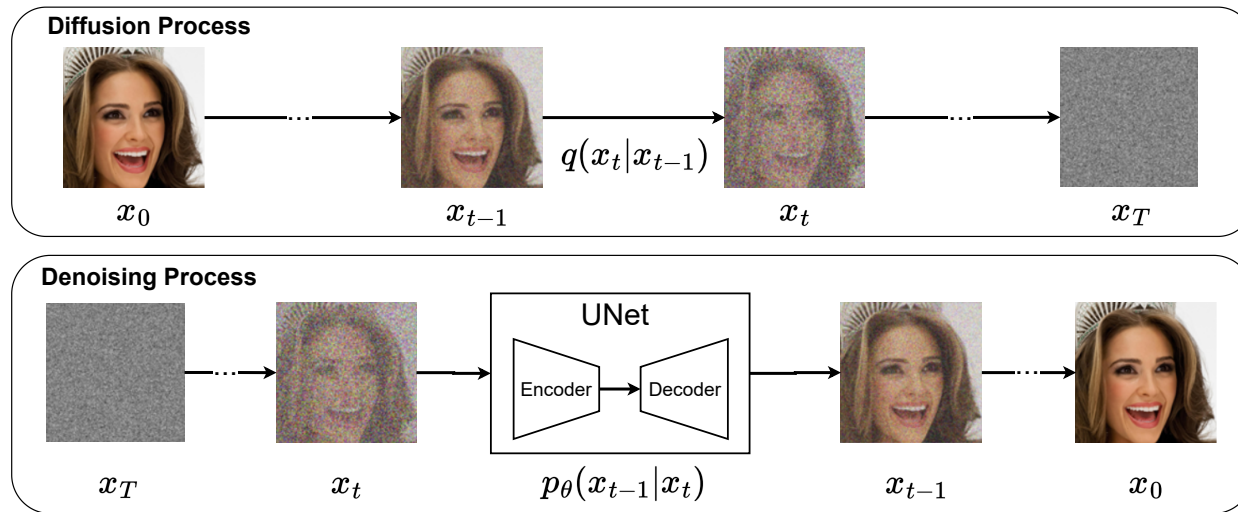 Diffusion Process
...
...
q(x_t|x_{t-1})
x_0
x_{t-1}
x_t
x_T
Denoising Process
UNet
Encoder
Decoder
...
...
x_T
x_t
p_θ(x_{t-1}|x_t)
x_{t-1}
x_0